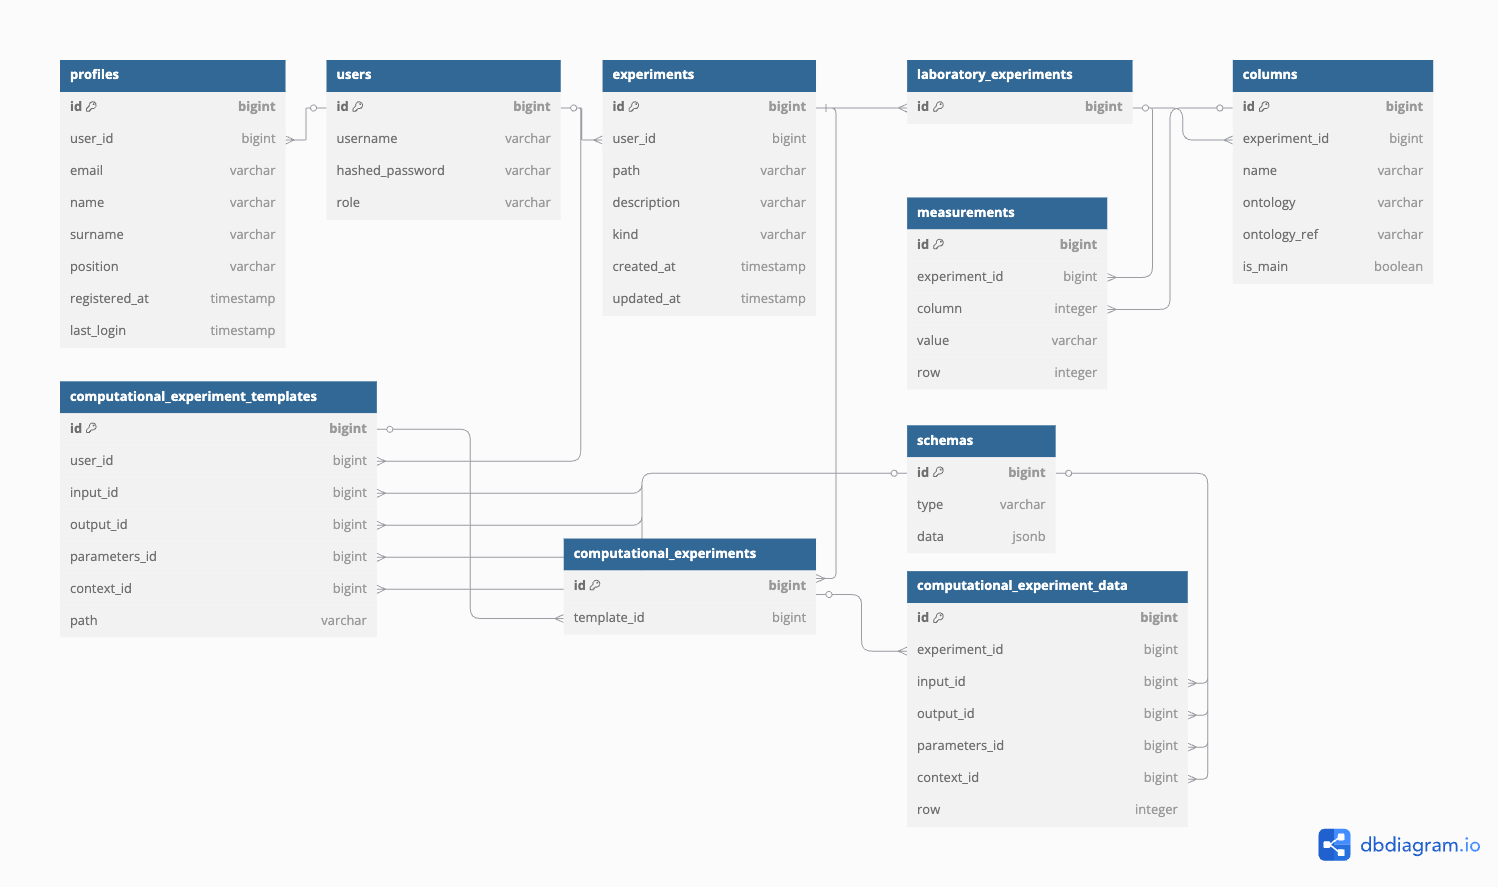 profiles
id bigint
user_id bigint
email varchar
name varchar
surname varchar
position varchar
registered_at timestamp
last_login timestamp
users
id bigint
username varchar
hashed_password varchar
role varchar
experiments
id bigint
user_id bigint
path varchar
description varchar
kind varchar
created_at timestamp
updated_at timestamp
laboratory_experiments
id bigint
columns
id bigint
experiment_id bigint
name varchar
ontology varchar
ontology_ref varchar
is_main boolean
measurements
id bigint
experiment_id bigint
column integer
value varchar
row integer
computational_experiment_templates
id bigint
user_id bigint
input_id bigint
output_id bigint
parameters_id bigint
context_id bigint
path varchar
schemas
id bigint
type varchar
data jsonb
computational_experiments
id bigint
template_id bigint
computational_experiment_data
id bigint
experiment_id bigint
input_id bigint
output_id bigint
parameters_id bigint
context_id bigint
row integer
dbdiagram.io